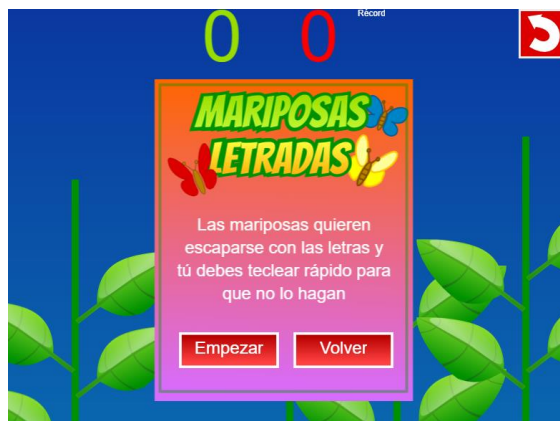 0 0 Récord
MARIPOSAS
LETRADAS
Las mariposas quieren
escaparse con las letras y
tú debes teclear rápido para
que no lo hagan
Empezar Volver